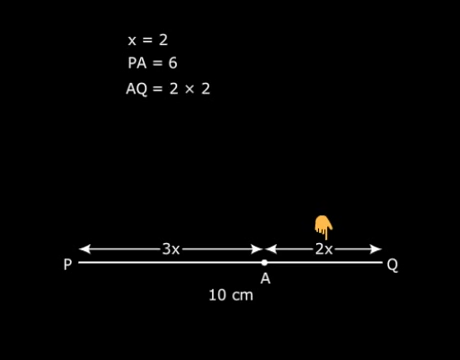 x = 2
PA = 6
AQ = 2 × 2
3x 2x
P Q
A
10 cm